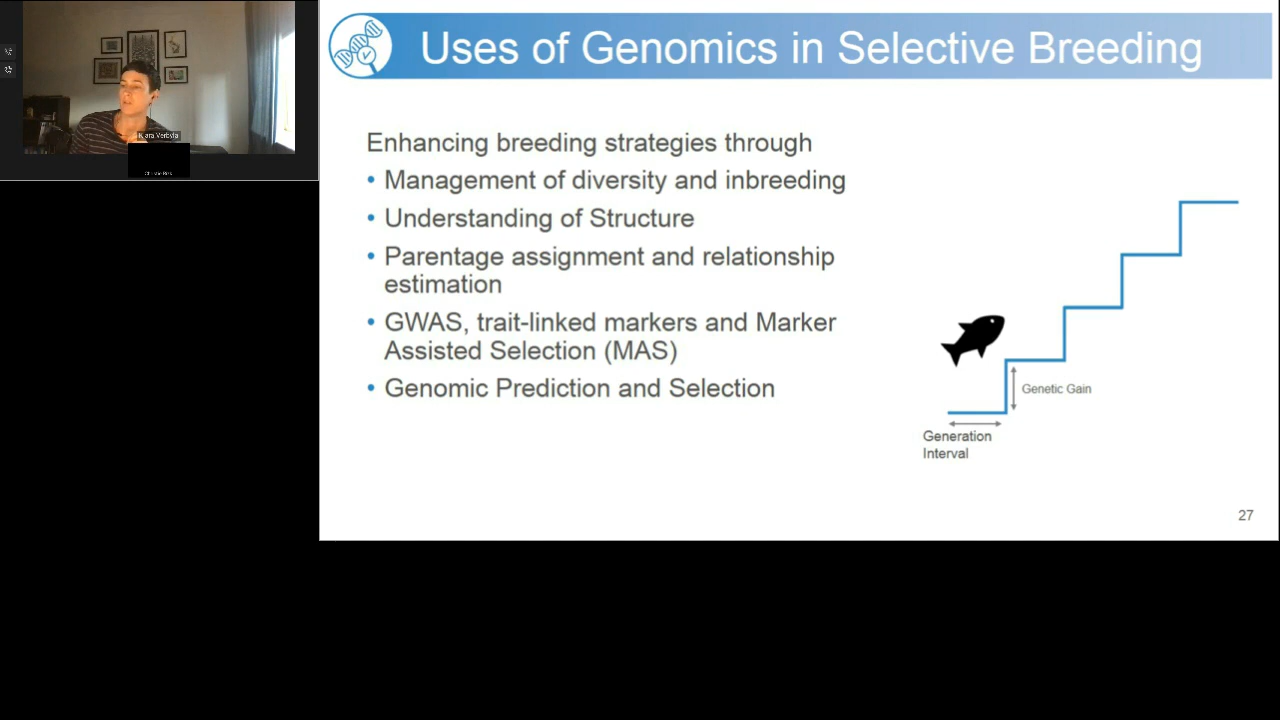 Uses of Genomics in Selective Breeding
Enhancing breeding strategies through
• Management of diversity and inbreeding
• Understanding of Structure
• Parentage assignment and relationship
estimation
• GWAS, trait-linked markers and Marker
Assisted Selection (MAS)
• Genomic Prediction and Selection
Genetic Gain
Generation
Interval
27
Klara Verbyla